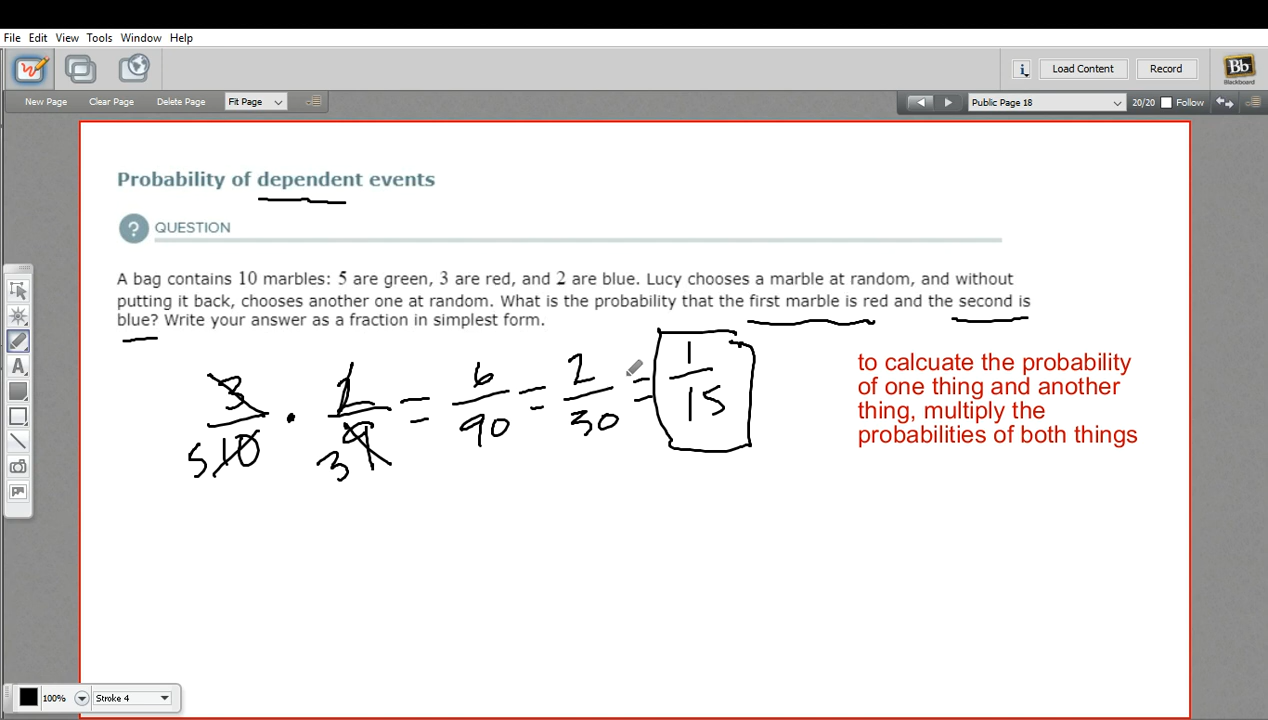 File Edit View Tools Window Help
Load Content Record Bb Blackboard
New Page Clear Page Delete Page Fit Page Public Page 18 20/20 Follow
Probability of dependent events
? QUESTION
A bag contains 10 marbles: 5 are green, 3 are red, and 2 are blue. Lucy chooses a marble at random, and without
putting it back, chooses another one at random. What is the probability that the first marble is red and the second is
blue? Write your answer as a fraction in simplest form.
3/10 · 2/9 = 6/90 = 2/30 = 1/15
5 3
to calcuate the probability
of one thing and another
thing, multiply the
probabilities of both things
100% Stroke 4